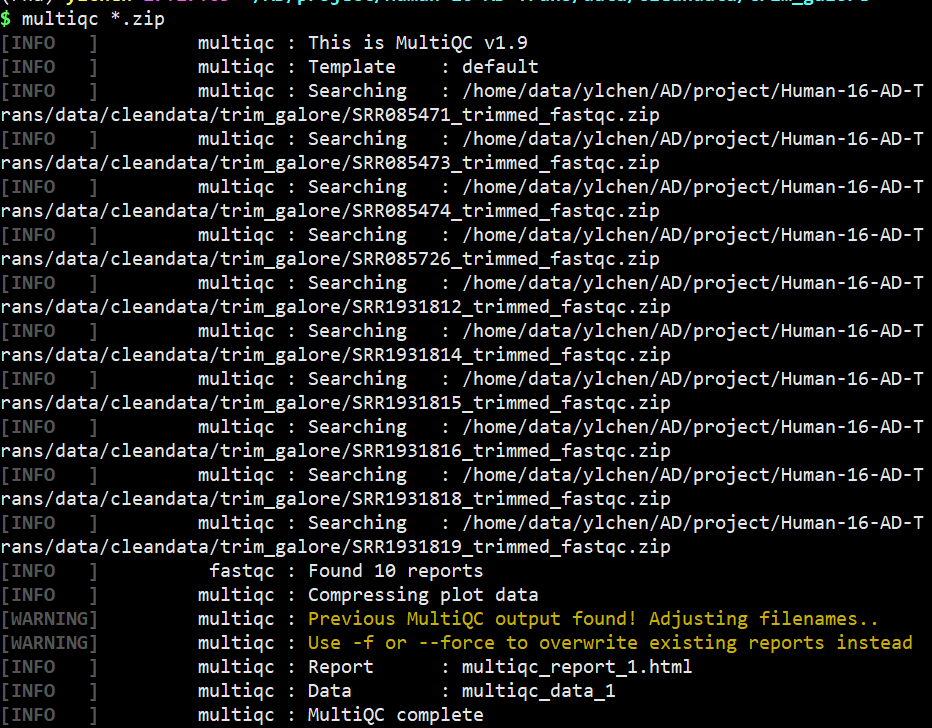 $ multiqc *.zip
[INFO   ]         multiqc : This is MultiQC v1.9
[INFO   ]         multiqc : Template    : default
[INFO   ]         multiqc : Searching   : /home/data/ylchen/AD/project/Human-16-AD-T
rans/data/cleandata/trim_galore/SRR085471_trimmed_fastqc.zip
[INFO   ]         multiqc : Searching   : /home/data/ylchen/AD/project/Human-16-AD-T
rans/data/cleandata/trim_galore/SRR085473_trimmed_fastqc.zip
[INFO   ]         multiqc : Searching   : /home/data/ylchen/AD/project/Human-16-AD-T
rans/data/cleandata/trim_galore/SRR085474_trimmed_fastqc.zip
[INFO   ]         multiqc : Searching   : /home/data/ylchen/AD/project/Human-16-AD-T
rans/data/cleandata/trim_galore/SRR085726_trimmed_fastqc.zip
[INFO   ]         multiqc : Searching   : /home/data/ylchen/AD/project/Human-16-AD-T
rans/data/cleandata/trim_galore/SRR1931812_trimmed_fastqc.zip
[INFO   ]         multiqc : Searching   : /home/data/ylchen/AD/project/Human-16-AD-T
rans/data/cleandata/trim_galore/SRR1931814_trimmed_fastqc.zip
[INFO   ]         multiqc : Searching   : /home/data/ylchen/AD/project/Human-16-AD-T
rans/data/cleandata/trim_galore/SRR1931815_trimmed_fastqc.zip
[INFO   ]         multiqc : Searching   : /home/data/ylchen/AD/project/Human-16-AD-T
rans/data/cleandata/trim_galore/SRR1931816_trimmed_fastqc.zip
[INFO   ]         multiqc : Searching   : /home/data/ylchen/AD/project/Human-16-AD-T
rans/data/cleandata/trim_galore/SRR1931818_trimmed_fastqc.zip
[INFO   ]         multiqc : Searching   : /home/data/ylchen/AD/project/Human-16-AD-T
rans/data/cleandata/trim_galore/SRR1931819_trimmed_fastqc.zip
[INFO   ]          fastqc : Found 10 reports
[INFO   ]         multiqc : Compressing plot data
[WARNING]         multiqc : Previous MultiQC output found! Adjusting filenames..
[WARNING]         multiqc : Use -f or --force to overwrite existing reports instead
[INFO   ]         multiqc : Report      : multiqc_report_1.html
[INFO   ]         multiqc : Data        : multiqc_data_1
[INFO   ]         multiqc : MultiQC complete